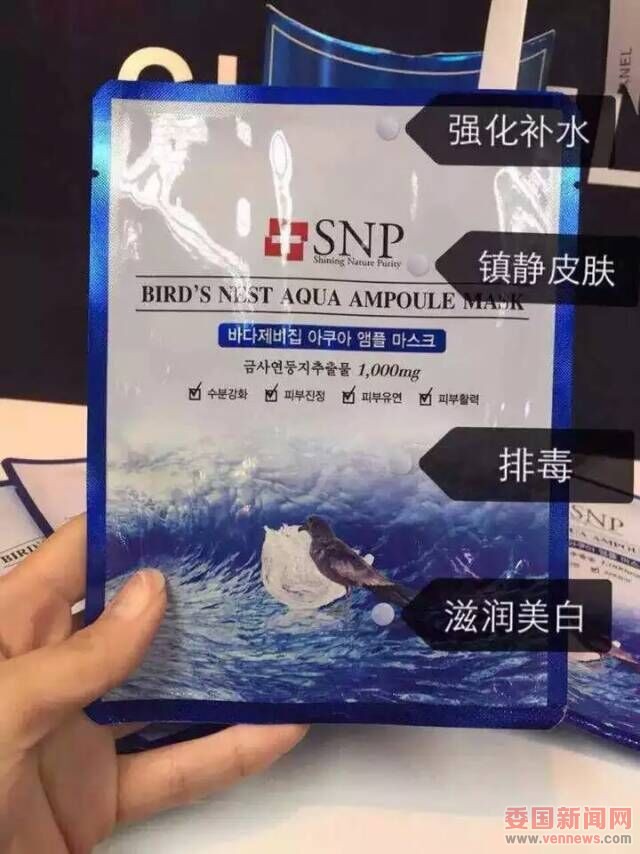 强化补水
SNP
Shining Nature Purity
镇静皮肤
BIRD'S NEST AQUA AMPOULE MASK
바다제비집 아쿠아 앰플 마스크
금사연둥지추출물 1,000mg
수분강화 피부진정 피부유연 피부활력
排毒
滋润美白
SNP
BIRD
委国新闻网
www.vennews.com